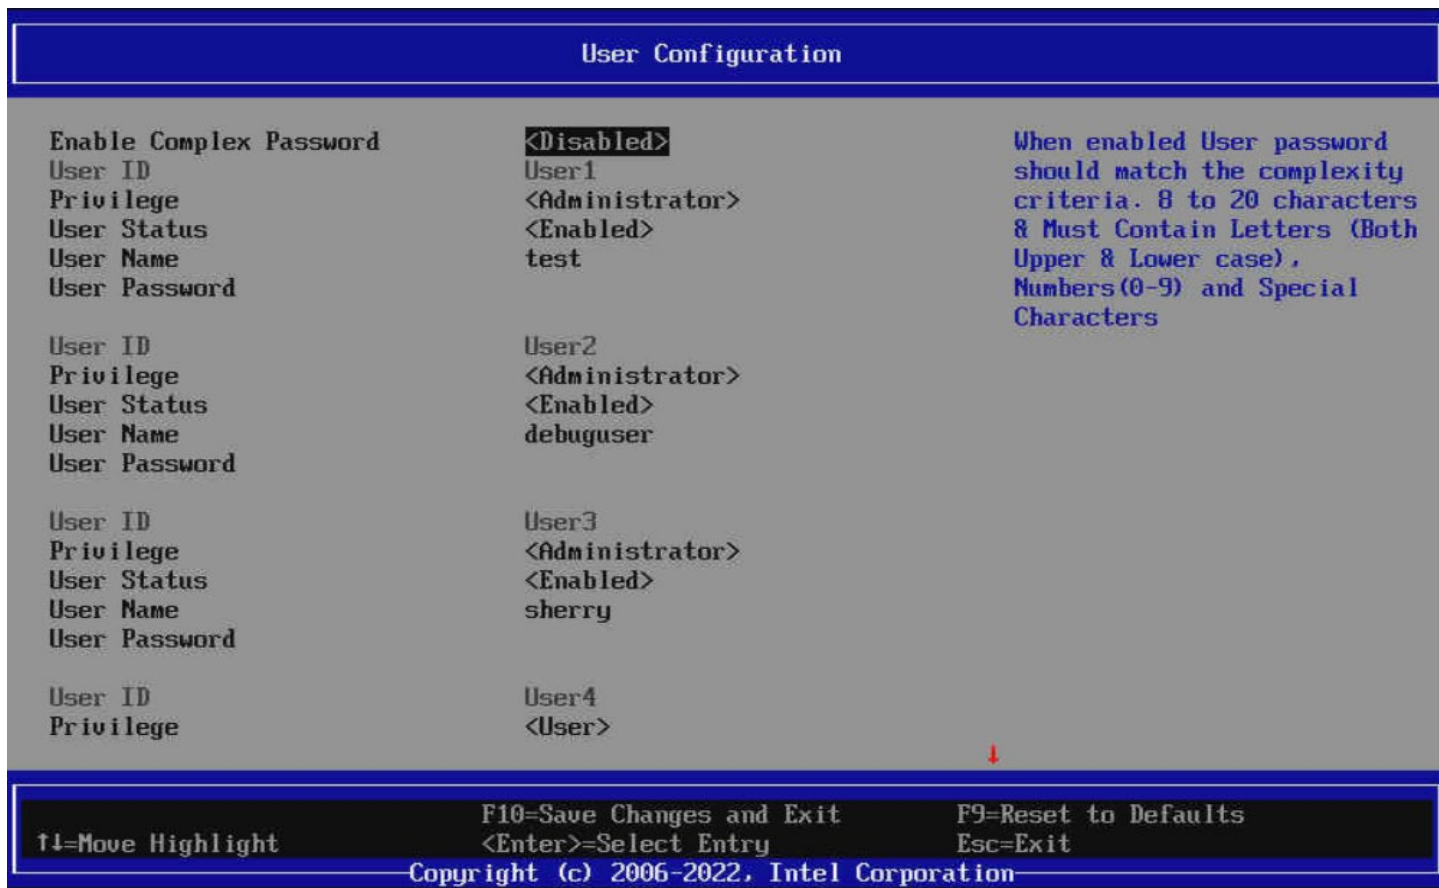 User Configuration
Enable Complex Password <Disabled>
User ID User1
Privilege <Administrator>
User Status <Enabled>
User Name test
User Password
User ID User2
Privilege <Administrator>
User Status <Enabled>
User Name debuguser
User Password
User ID User3
Privilege <Administrator>
User Status <Enabled>
User Name sherry
User Password
User ID User4
Privilege <User>
When enabled User password
should match the complexity
criteria. 8 to 20 characters
& Must Contain Letters (Both
Upper & Lower case),
Numbers(0-9) and Special
Characters
↓
F10=Save Changes and Exit F9=Reset to Defaults
↑↓=Move Highlight <Enter>=Select Entry Esc=Exit
Copyright (c) 2006-2022, Intel Corporation